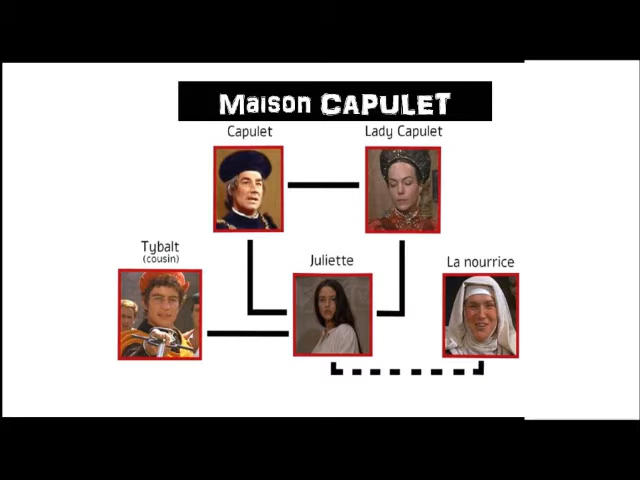 Maison CAPULET
Capulet
Lady Capulet
Tybalt
(cousin)
Juliette
La nourrice